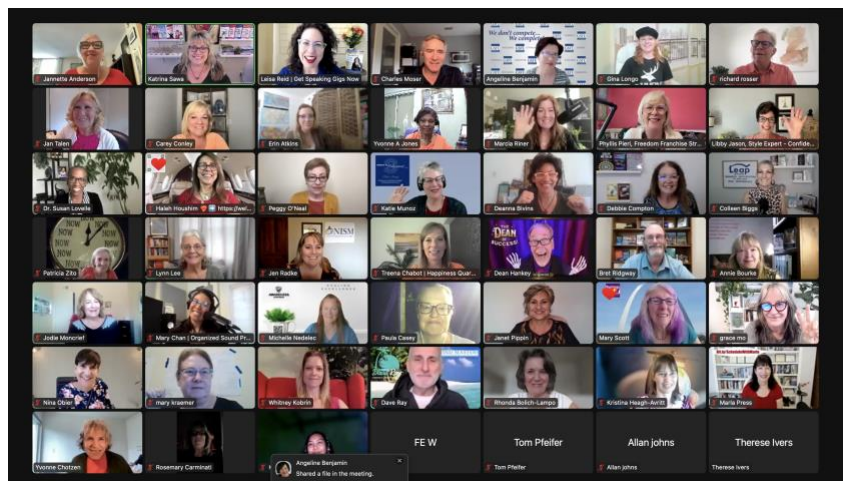 Jannette Anderson
Katrina Sawa
Leisa Reid | Get Speaking Gigs Now
Charles Moser
We don't compete...
We complete
Angeline Benjamin
Gina Longo
richard rosser
Jan Talen
Carey Conley
Erin Atkins
Yvonne A Jones
Marcia Riner
Phyllis Pieri, Freedom Franchise Str...
Libby Jason, Style Expert - Confide...
Dr. Susan Lovelle
Haleh Houshim
https://wel...
Peggy O'Neal
Katie Munoz
Deanna Bivins
Debbie Compton
Leap
Colleen Biggs
NOW
NOW
NOW
NOW
NOW
Patricia Zito
Lynn Lee
Jan Radke
Treena Chabot | Happiness Quar...
DEAN
SUCCESS!
Dean Hankey
Bret Ridgway
Annie Bourke
Jodie Moncrief
Mary Chan | Organized Sound Pr...
Michelle Nedelec
Paula Casey
Janet Pippin
Mary Scott
grace mo
Nina Obier
mary kraemer
Whitney Kobrin
Dave Ray
Rhonda Bolich-Lampo
Kristina Heagh-Avritt
Marla Press
Yvonne Chotzen
Rosemary Carminati
FE W
Tom Pfeifer
Tom Pfeifer
Allan johns
Allan johns
Therese Ivers
Therese Ivers
Angeline Benjamin
Shared a file in the meeting.